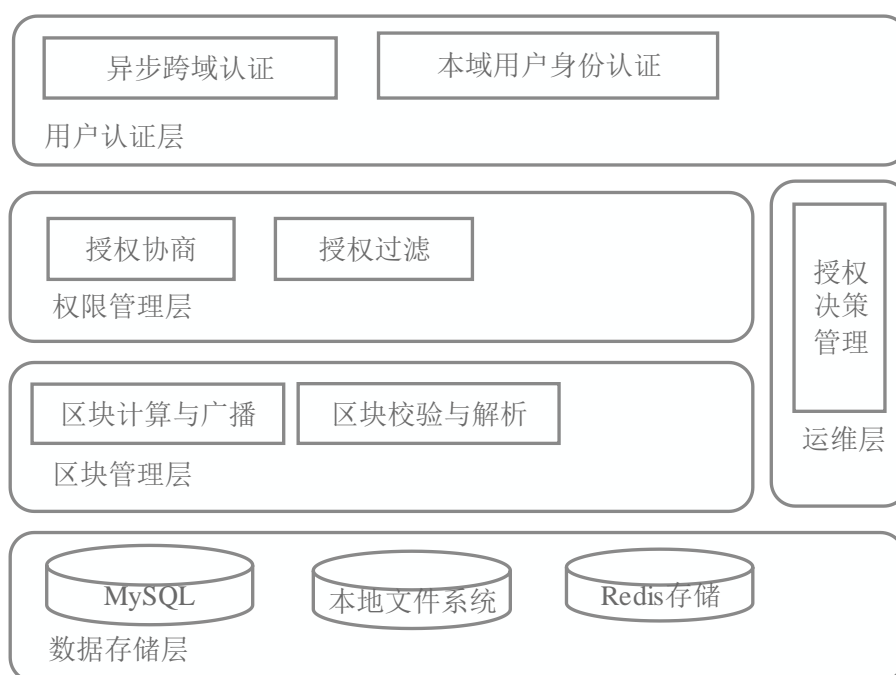 异步跨域认证
本域用户身份认证
用户认证层
授权协商
授权过滤
权限管理层
授权
决策
管理
运维层
区块计算与广播
区块校验与解析
区块管理层
MySQL
本地文件系统
Redis存储
数据存储层